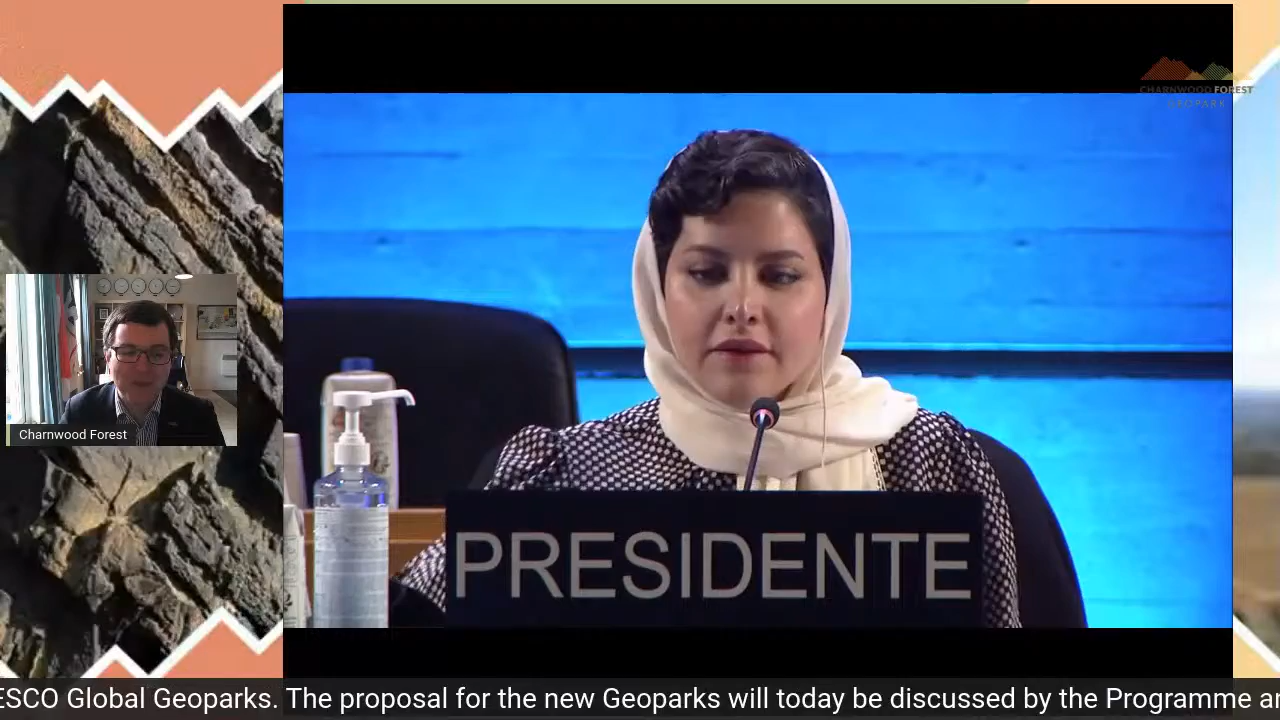 CHARNWOOD FOREST
GEOPARK
Charnwood Forest
PRESIDENTE
ESCO Global Geoparks. The proposal for the new Geoparks will today be discussed by the Programme an